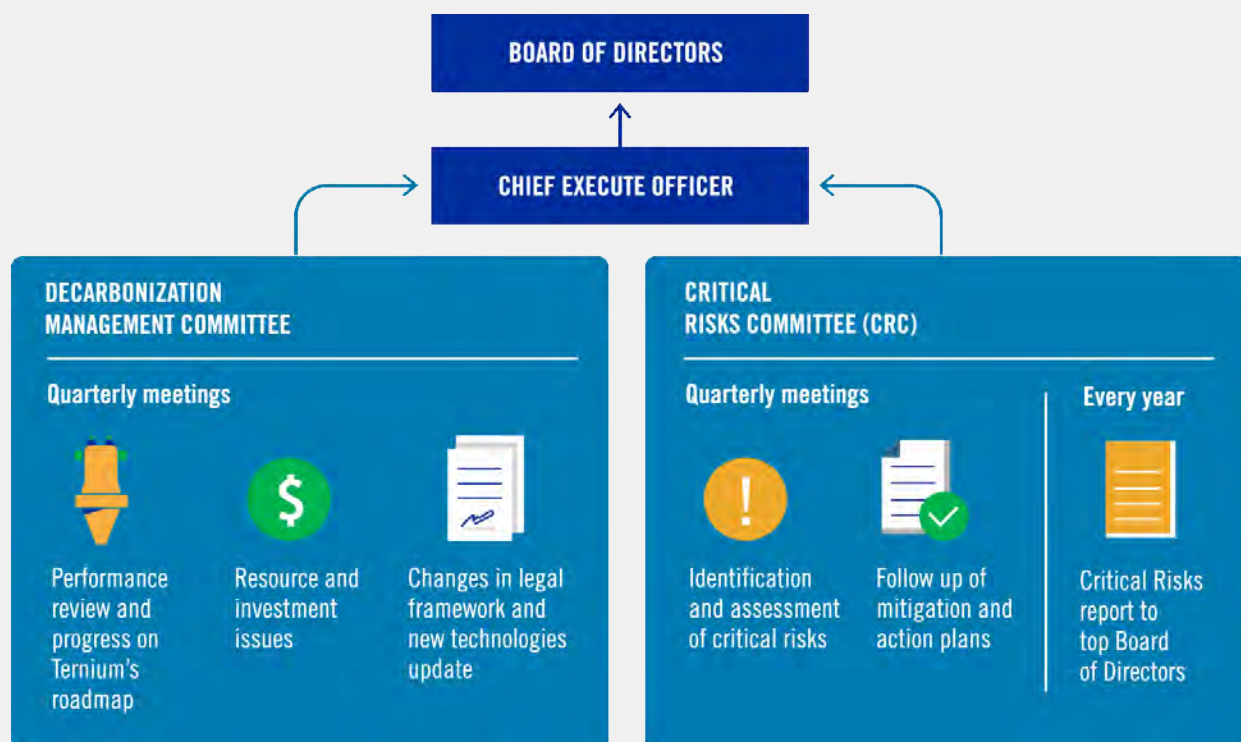 BOARD OF DIRECTORS
CHIEF EXECUTE OFFICER
DECARBONIZATION
MANAGEMENT COMMITTEE
Quarterly meetings
Performance
review and
progress on
Ternium's
roadmap
Resource and
investment
issues
Changes in legal
framework and
new technologies
update
CRITICAL
RISKS COMMITTEE (CRC)
Quarterly meetings
Identification
and assessment
of critical risks
Follow up of
mitigation and
action plans
Every year
Critical Risks
report to
top Board
of Directors